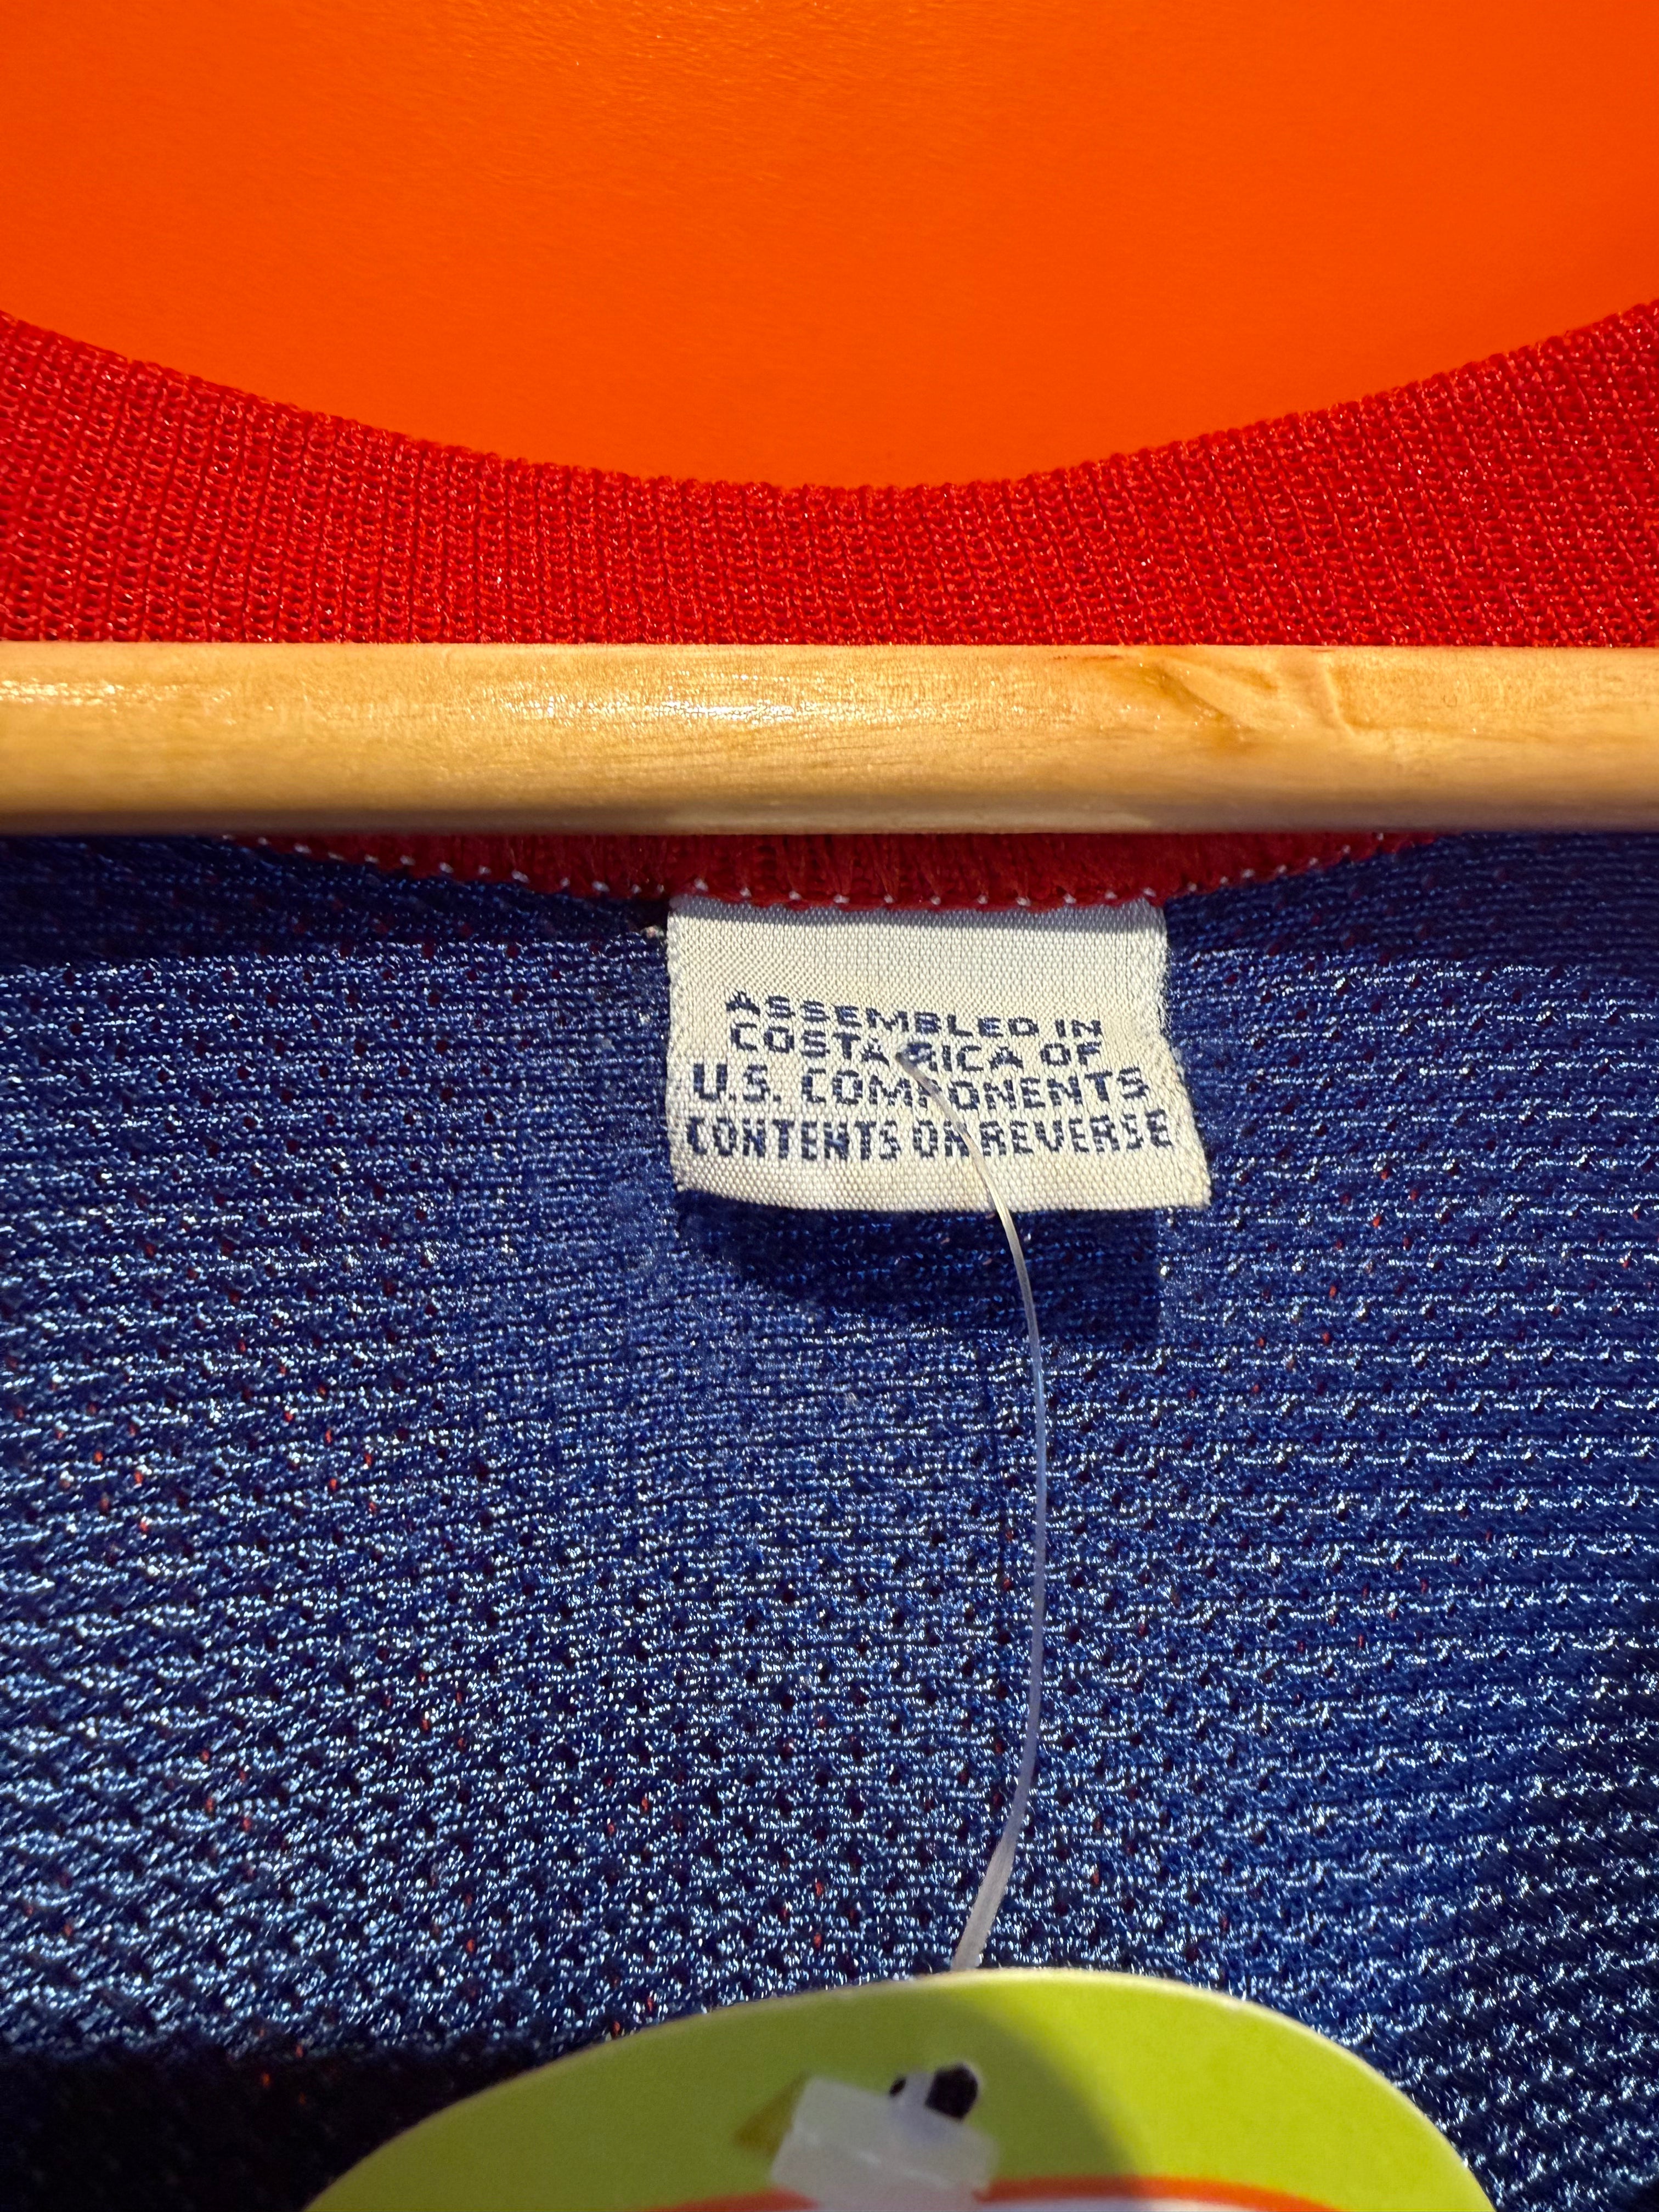 ASSEMBLED IN
COSTA RICA OF
U.S. COMPONENTS
CONTENTS ON REVERSE